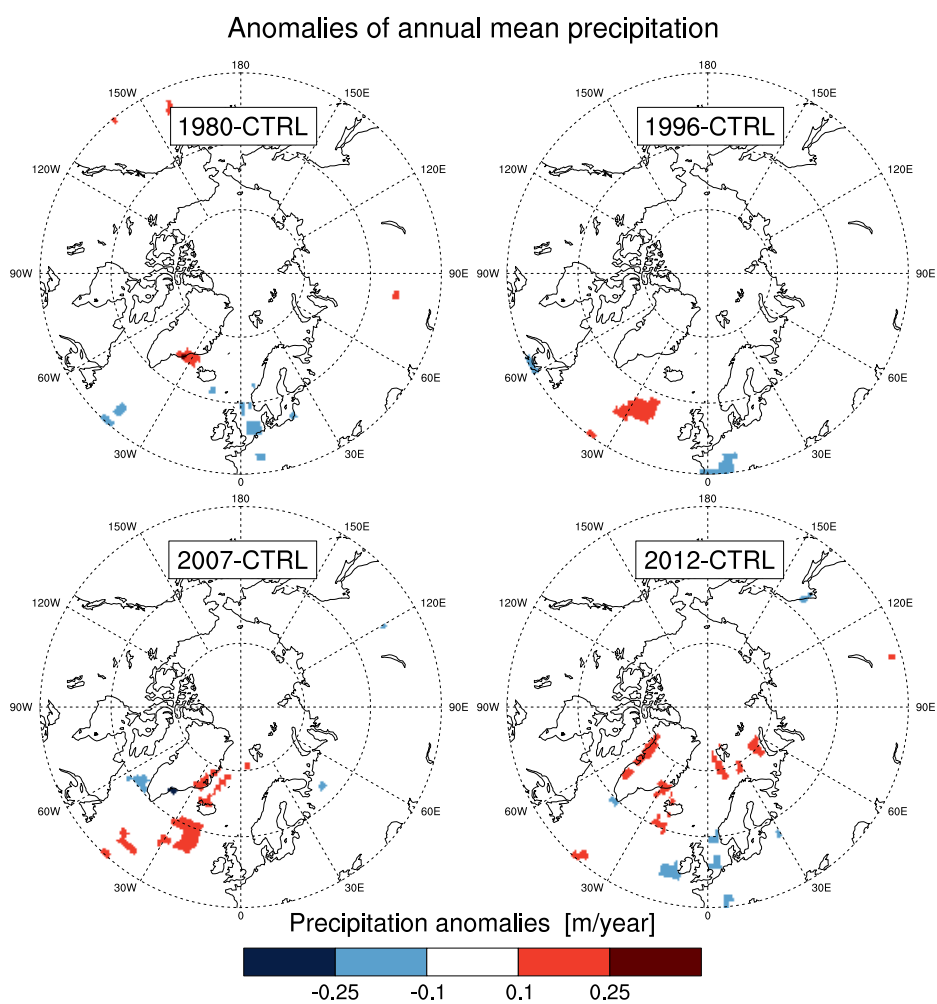 Anomalies of annual mean precipitation
180
150W
150E
1980-CTRL
120W
120E
90W
90E
60W
60E
30W
30E
0
180
150W
150E
1996-CTRL
120W
120E
90W
90E
60W
60E
30W
30E
0
180
150W
150E
2007-CTRL
120W
120E
90W
90E
60W
60E
30W
30E
0
180
150W
150E
2012-CTRL
120W
120E
90W
90E
60W
60E
30W
30E
0
Precipitation anomalies [m/year]
-0.25 -0.1 0.1 0.25